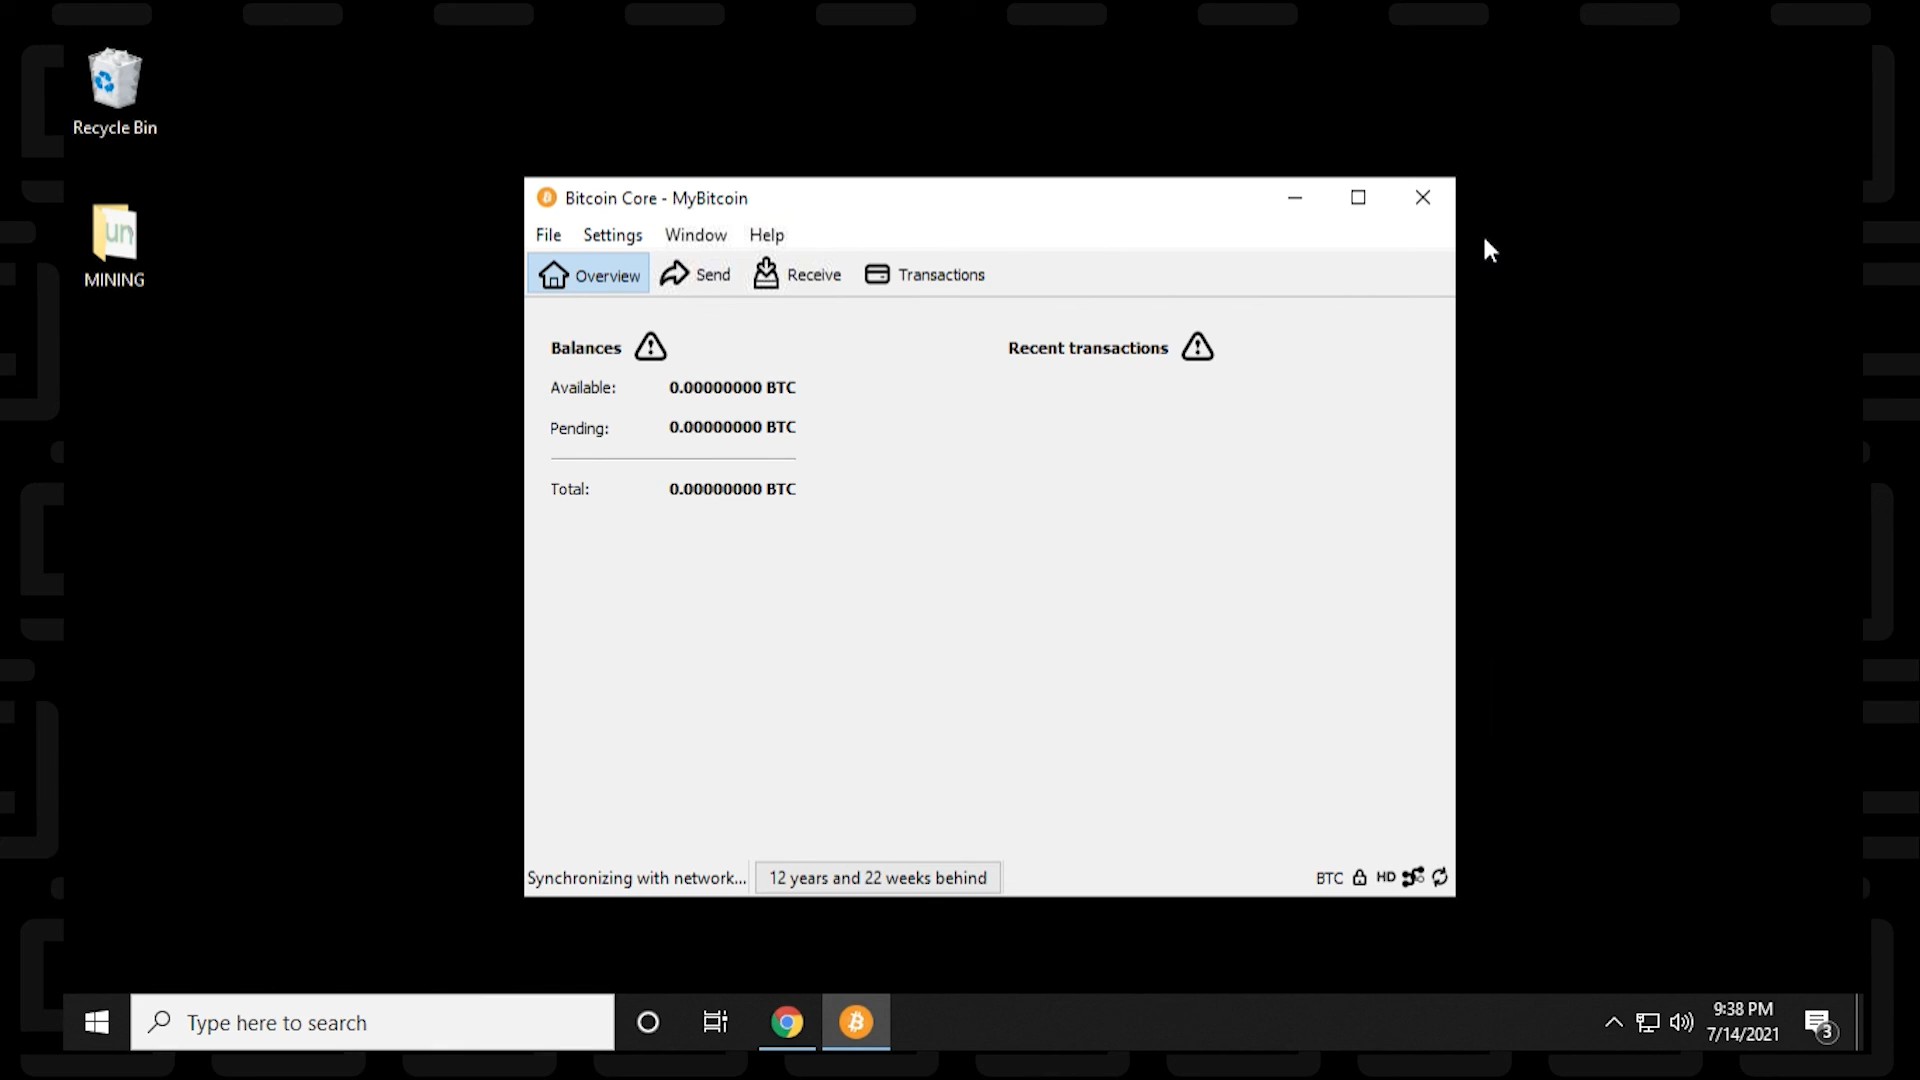 Recycle Bin
un
MINING
Bitcoin Core - MyBitcoin
File Settings Window Help
Overview Send Receive Transactions
Balances
Available: 0.00000000 BTC
Pending: 0.00000000 BTC
Total: 0.00000000 BTC
Recent transactions
Synchronizing with network... 12 years and 22 weeks behind
BTC HD
Type here to search
9:38 PM
7/14/2021
3